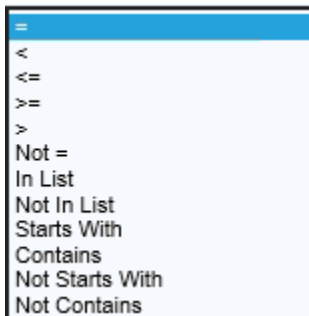 =
<
<=
>=
>
Not =
In List
Not In List
Starts With
Contains
Not Starts With
Not Contains